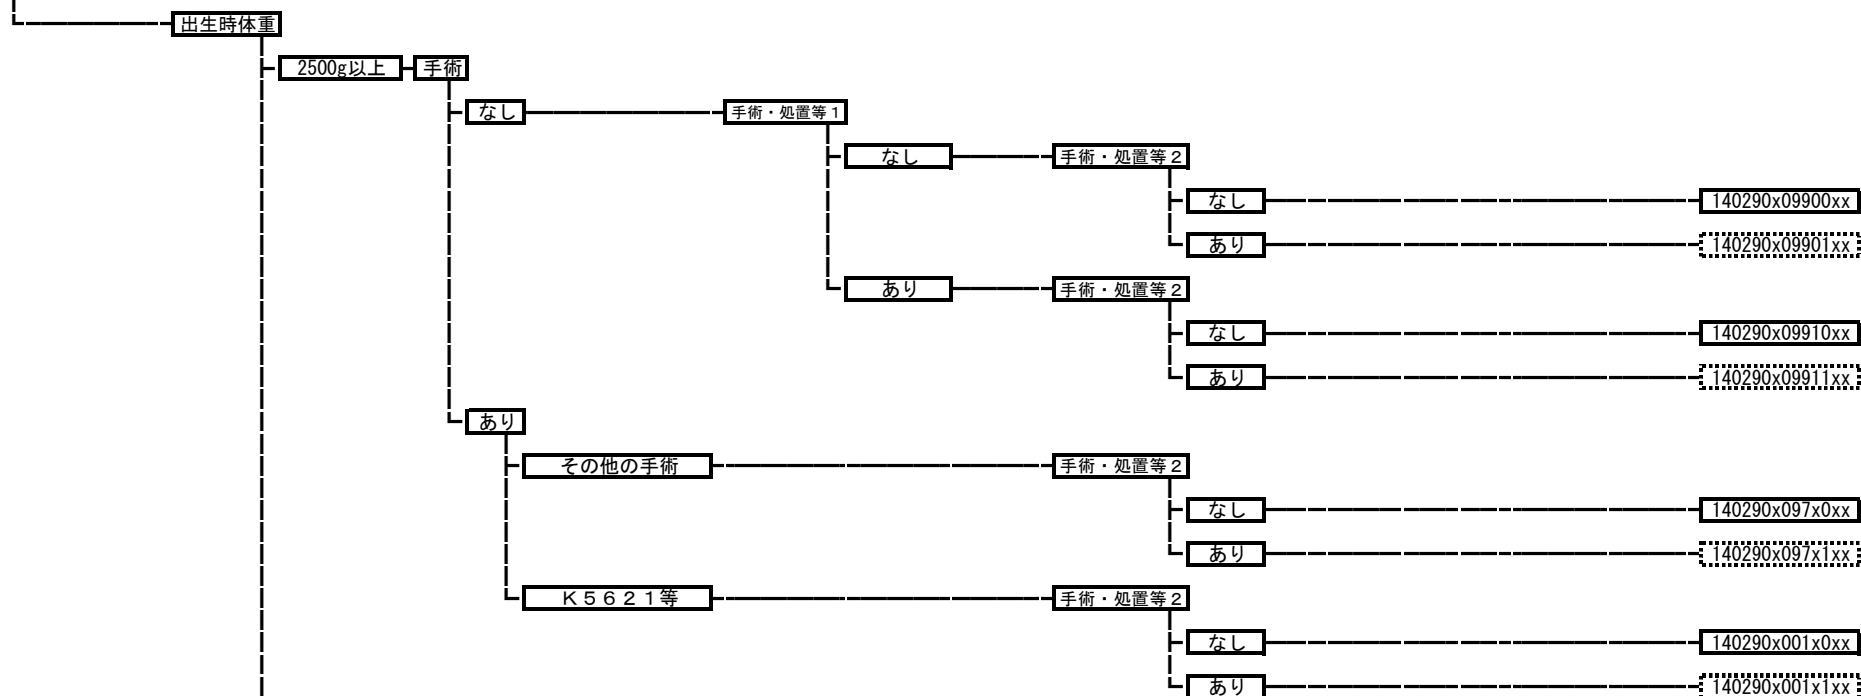 出生時体重
2500g以上 手術
なし 手術・処置等1
なし 手術・処置等2
なし 140290x09900xx
あり 140290x09901xx
あり 手術・処置等2
なし 140290x09910xx
あり 140290x09911xx
あり
その他の手術 手術・処置等2
なし 140290x097x0xx
あり 140290x097x1xx
K5621等 手術・処置等2
なし 140290x001x0xx
あり 140290x001x1xx